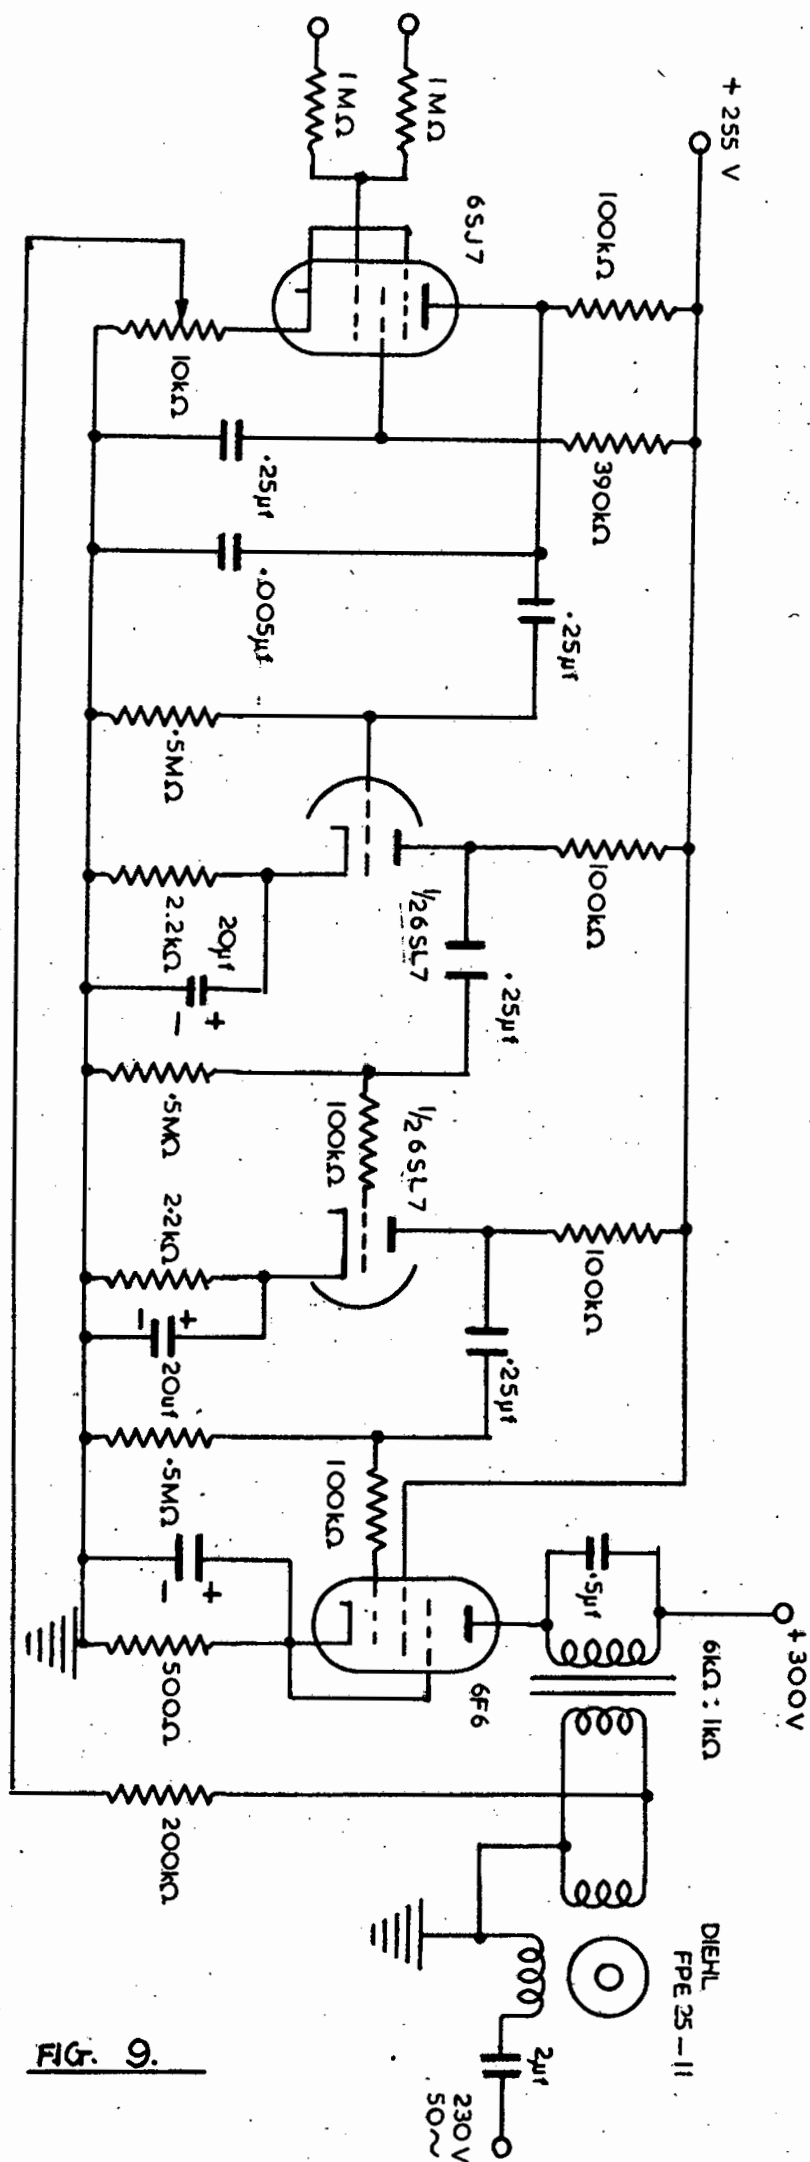 + 255 V
1 MΩ
1 MΩ
6SJ7
100kΩ
390kΩ
10kΩ
.25µf
.005µf
.25µf
.5MΩ
100kΩ
1/2 6SL7
2.2kΩ
20µf
+
−
.25µf
.5MΩ
100kΩ
1/2 6SL7
100kΩ
2.2kΩ
+
−
20µf
.25µf
.5MΩ
100kΩ
+
−
500Ω
6F6
.5µf
+ 300V
6kΩ : 1kΩ
200kΩ
DIEHL
FPE 25 – 11
2µf
230 V
50~
FIG. 9.